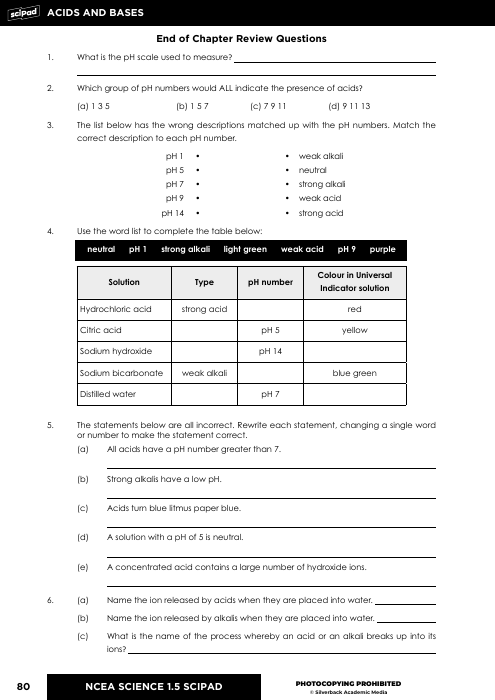 scipad ACIDS AND BASES
End of Chapter Review Questions
1. What is the pH scale used to measure?
2. Which group of pH numbers would ALL indicate the presence of acids?
(a) 1 3 5 (b) 1 5 7 (c) 7 9 11 (d) 9 11 13
3. The list below has the wrong descriptions matched up with the pH numbers. Match the
correct description to each pH number.
pH 1 • • weak alkali
pH 5 • • neutral
pH 7 • • strong alkali
pH 9 • • weak acid
pH 14 • • strong acid
4. Use the word list to complete the table below:
neutral pH 1 strong alkali light green weak acid pH 9 purple
Solution Type pH number Colour in Universal
Indicator solution
Hydrochloric acid strong acid red
Citric acid pH 5 yellow
Sodium hydroxide pH 14
Sodium bicarbonate weak alkali blue green
Distilled water pH 7
5. The statements below are all incorrect. Rewrite each statement, changing a single word
or number to make the statement correct.
(a) All acids have a pH number greater than 7.
(b) Strong alkalis have a low pH.
(c) Acids turn blue litmus paper blue.
(d) A solution with a pH of 5 is neutral.
(e) A concentrated acid contains a large number of hydroxide ions.
6. (a) Name the ion released by acids when they are placed into water.
(b) Name the ion released by alkalis when they are placed into water.
(c) What is the name of the process whereby an acid or an alkali breaks up into its
ions?
80 NCEA SCIENCE 1.5 SCIPAD PHOTOCOPYING PROHIBITED
© Silverback Academic Media